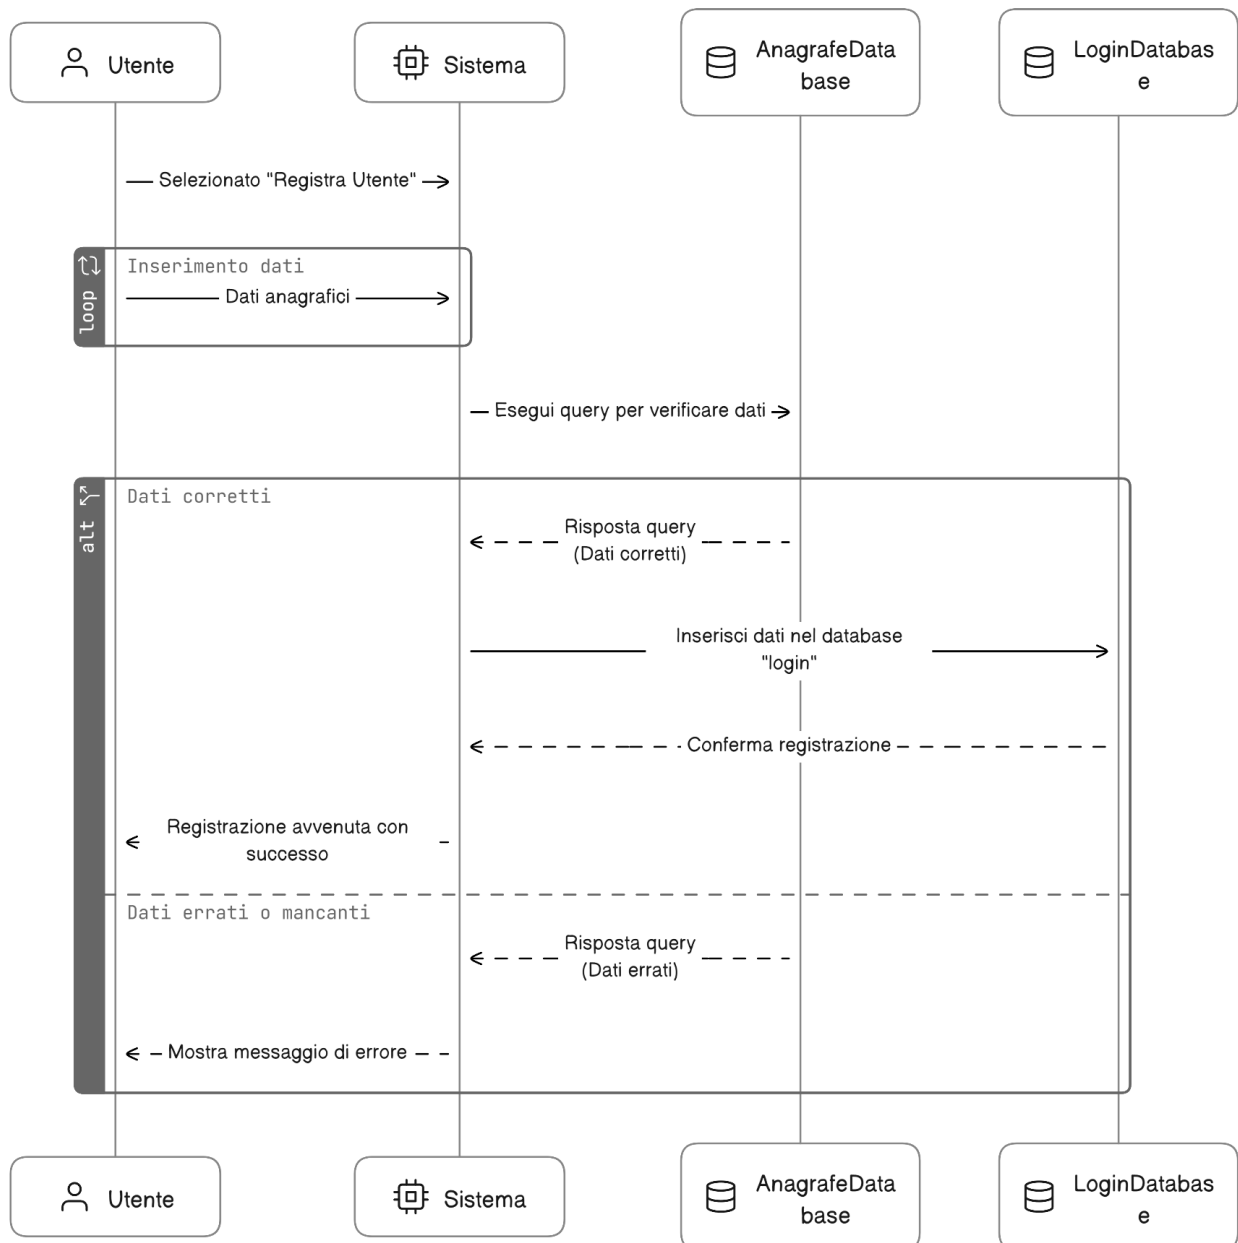 Utente
Sistema
AnagrafeData
base
LoginDatabas
e
Selezionato "Registra Utente"
loop
Inserimento dati
Dati anagrafici
Esegui query per verificare dati
alt
Dati corretti
Risposta query
(Dati corretti)
Inserisci dati nel database
"login"
Conferma registrazione
Registrazione avvenuta con
successo
Dati errati o mancanti
Risposta query
(Dati errati)
Mostra messaggio di errore
Utente
Sistema
AnagrafeData
base
LoginDatabas
e